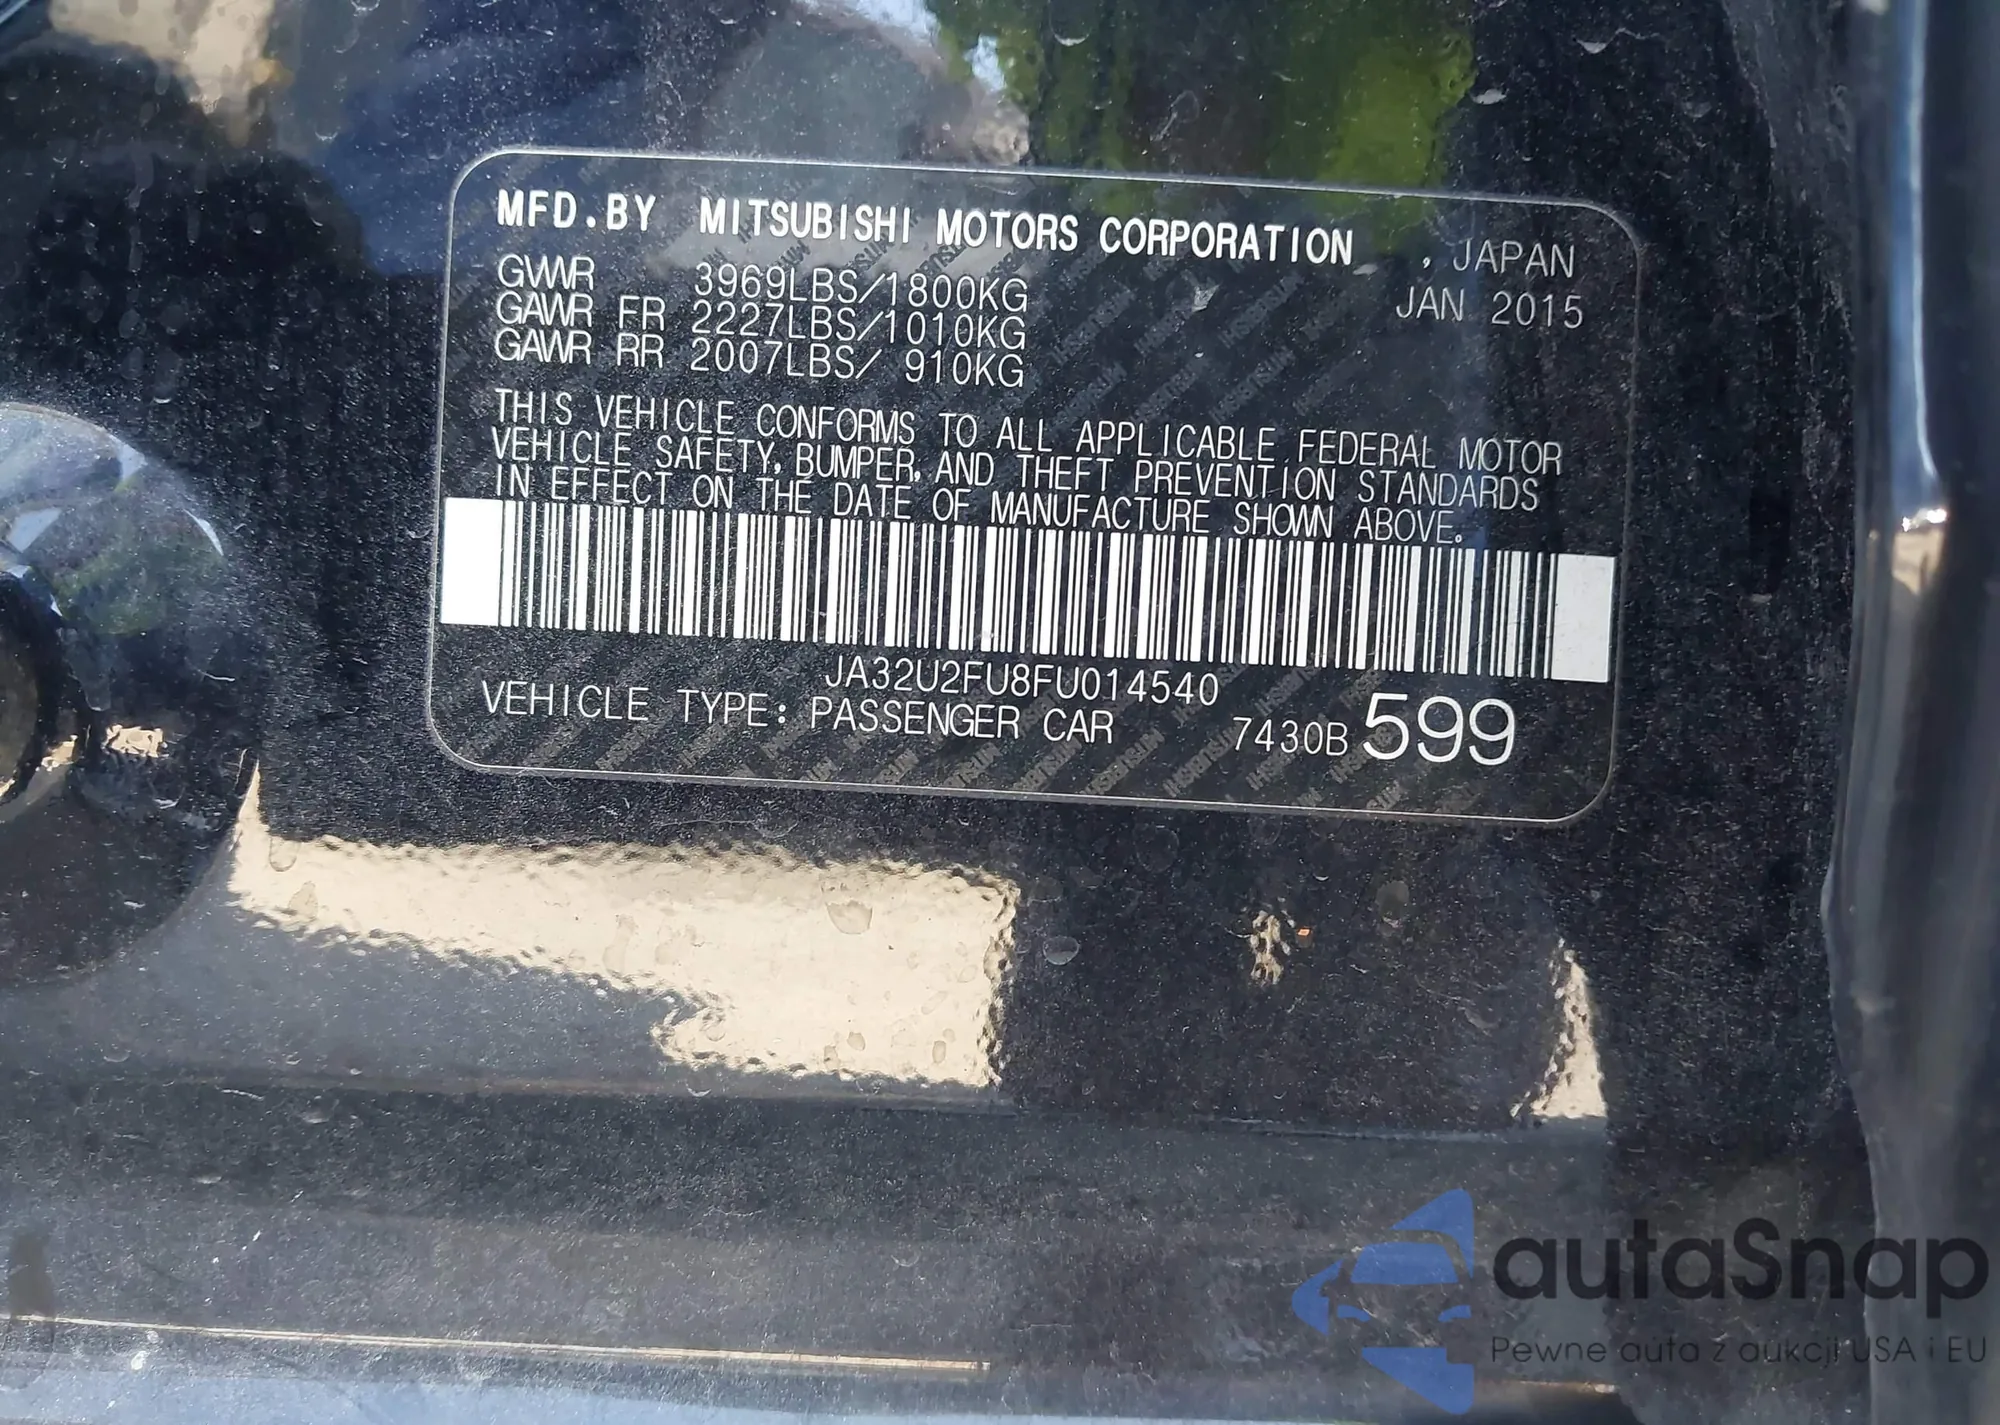 MFD.BY MITSUBISHI MOTORS CORPORATION , JAPAN
GVWR 3969LBS/1800KG JAN 2015
GAWR FR 2227LBS/1010KG
GAWR RR 2007LBS/ 910KG
THIS VEHICLE CONFORMS TO ALL APPLICABLE FEDERAL MOTOR
VEHICLE SAFETY, BUMPER, AND THEFT PREVENTION STANDARDS
IN EFFECT ON THE DATE OF MANUFACTURE SHOWN ABOVE.
JA32U2FU8FU014540
VEHICLE TYPE: PASSENGER CAR 7430B599
autaSnap
Pewne auta z aukcji USA i EU